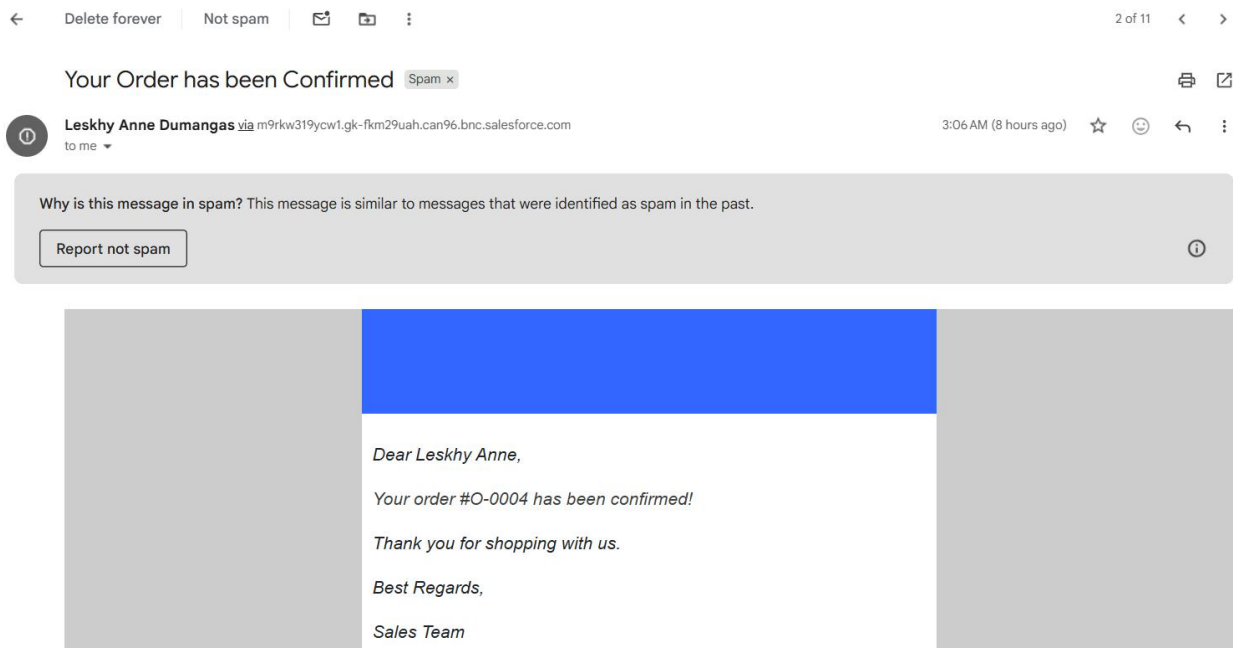 Delete forever
Not spam
2 of 11
Your Order has been Confirmed
Spam ×
Leskhy Anne Dumangas via m9rkw319ycw1.gk-fkm29uah.can96.bnc.salesforce.com
3:06 AM (8 hours ago)
to me
Why is this message in spam? This message is similar to messages that were identified as spam in the past.
Report not spam
Dear Leskhy Anne,
Your order #O-0004 has been confirmed!
Thank you for shopping with us.
Best Regards,
Sales Team